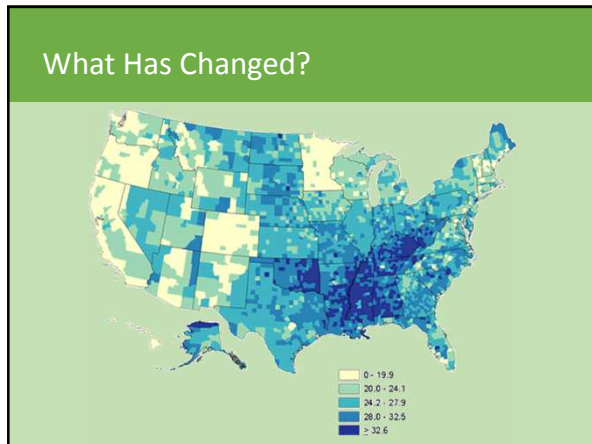 What Has Changed?
0 - 19.9
20.0 - 24.1
24.2 - 27.9
28.0 - 32.5
≥ 32.6